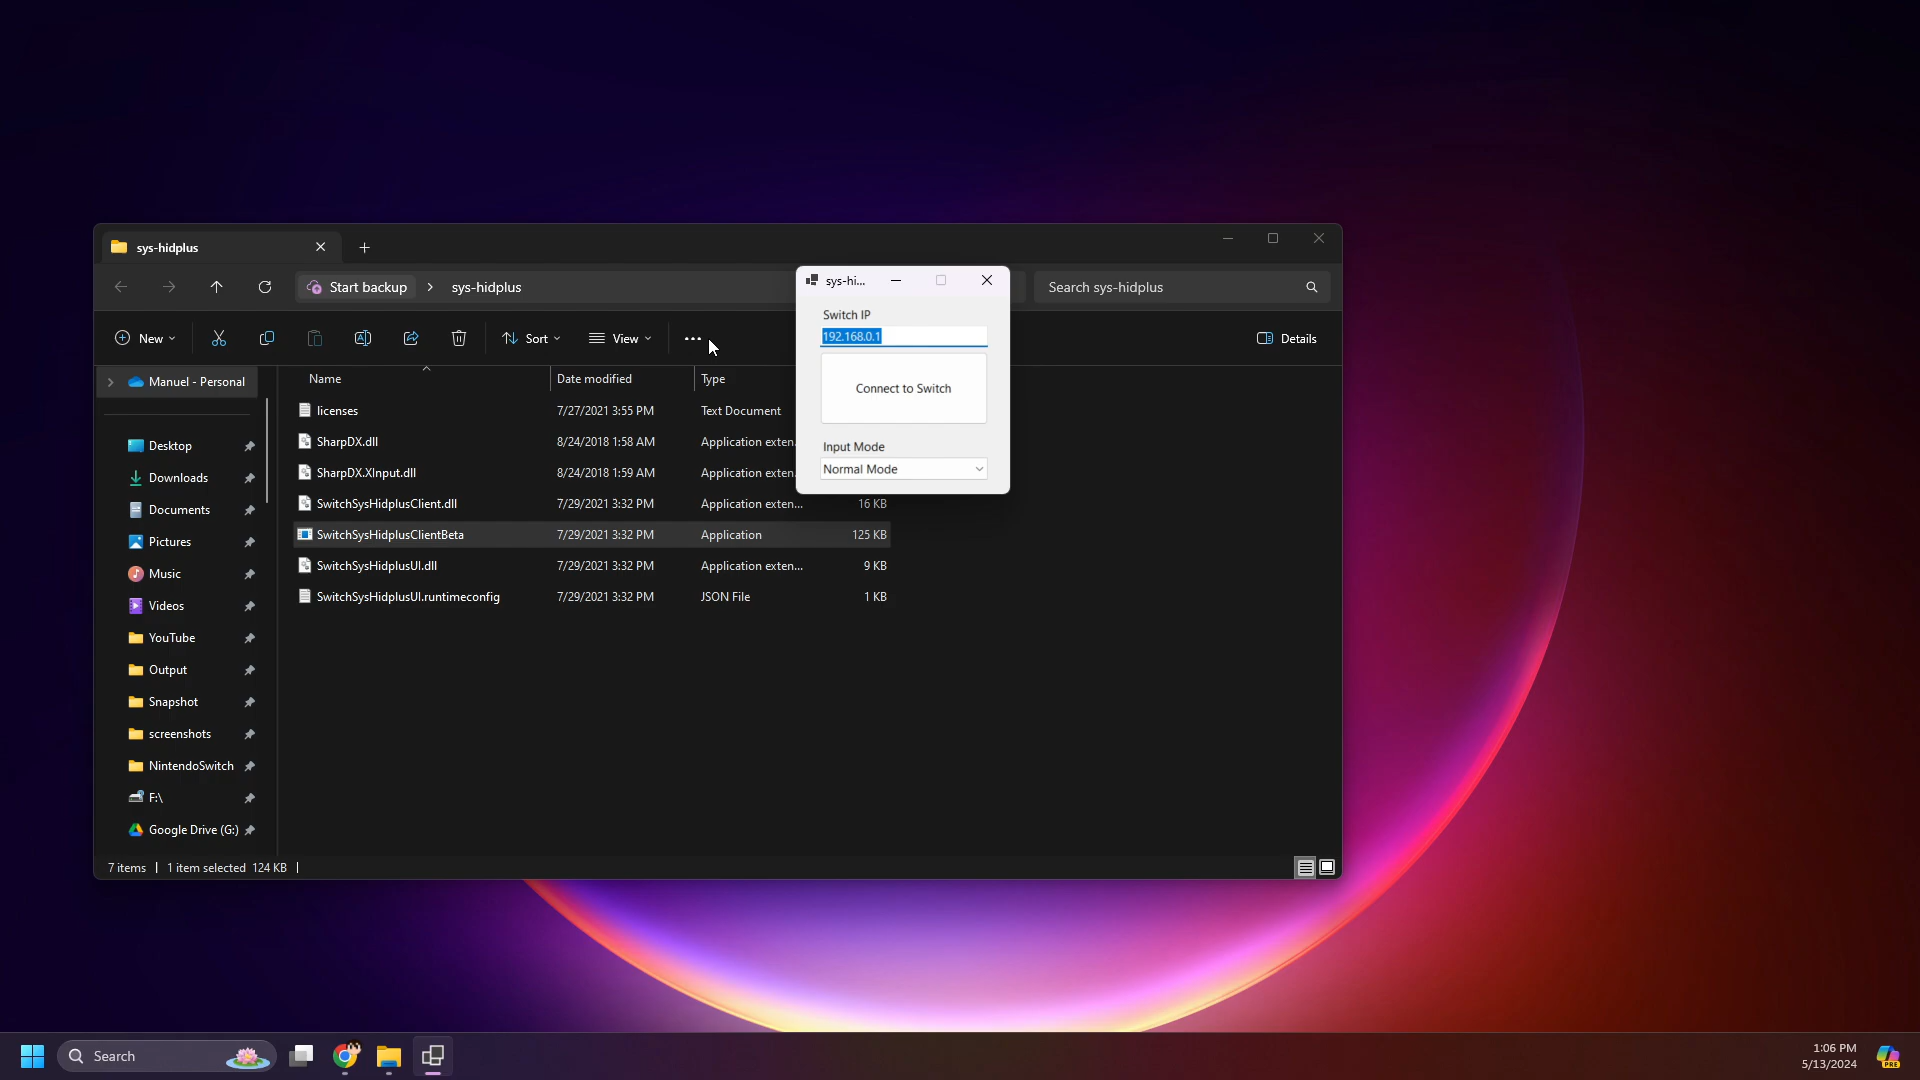 sys-hidplus
Start backup > sys-hidplus
Search sys-hidplus
New
Sort
View
Details
Manuel - Personal
Desktop
Downloads
Documents
Pictures
Music
Videos
YouTube
Output
Snapshot
screenshots
NintendoSwitch
F:\
Google Drive (G:)
Name Date modified Type
licenses 7/27/2021 3:55 PM Text Document
SharpDX.dll 8/24/2018 1:58 AM Application exten...
SharpDX.XInput.dll 8/24/2018 1:59 AM Application exten...
SwitchSysHidplusClient.dll 7/29/2021 3:32 PM Application exten... 16 KB
SwitchSysHidplusClientBeta 7/29/2021 3:32 PM Application 125 KB
SwitchSysHidplusUI.dll 7/29/2021 3:32 PM Application exten... 9 KB
SwitchSysHidplusUI.runtimeconfig 7/29/2021 3:32 PM JSON File 1 KB
sys-hi...
Switch IP
192.168.0.1
Connect to Switch
Input Mode
Normal Mode
7 items | 1 item selected 124 KB |
Search
1:06 PM
5/13/2024
PRE